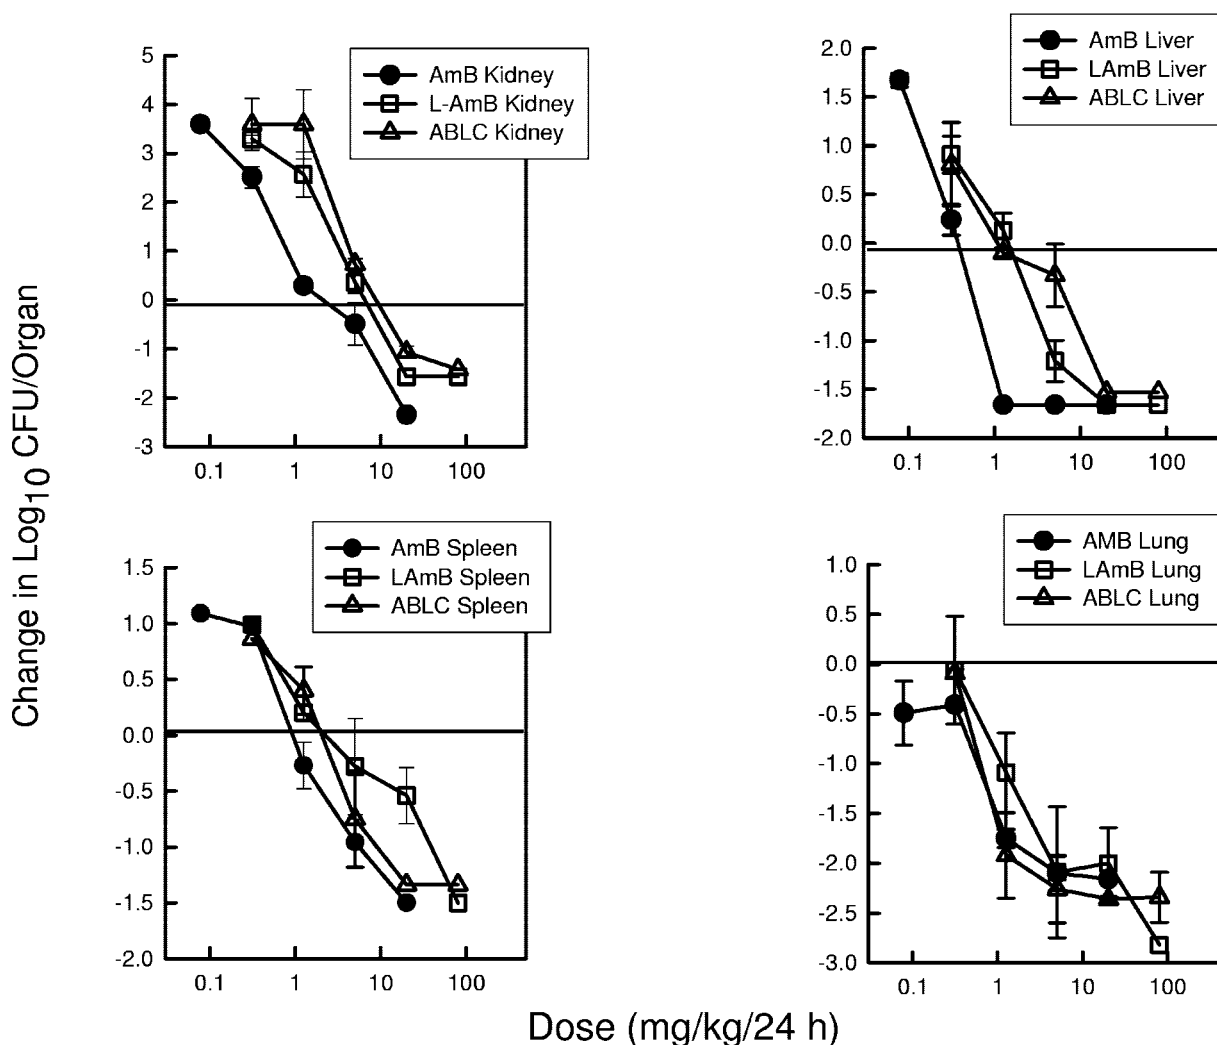 Change in Log10 CFU/Organ
AmB Kidney
L-AmB Kidney
ABLC Kidney
5
4
3
2
1
0
-1
-2
-3
0.1 1 10 100
AmB Liver
LAmB Liver
ABLC Liver
2.0
1.5
1.0
0.5
0.0
-0.5
-1.0
-1.5
-2.0
0.1 1 10 100
AmB Spleen
LAmB Spleen
ABLC Spleen
1.5
1.0
0.5
0.0
-0.5
-1.0
-1.5
-2.0
0.1 1 10 100
AMB Lung
LAmB Lung
ABLC Lung
1.0
0.5
0.0
-0.5
-1.0
-1.5
-2.0
-2.5
-3.0
0.1 1 10 100
Dose (mg/kg/24 h)